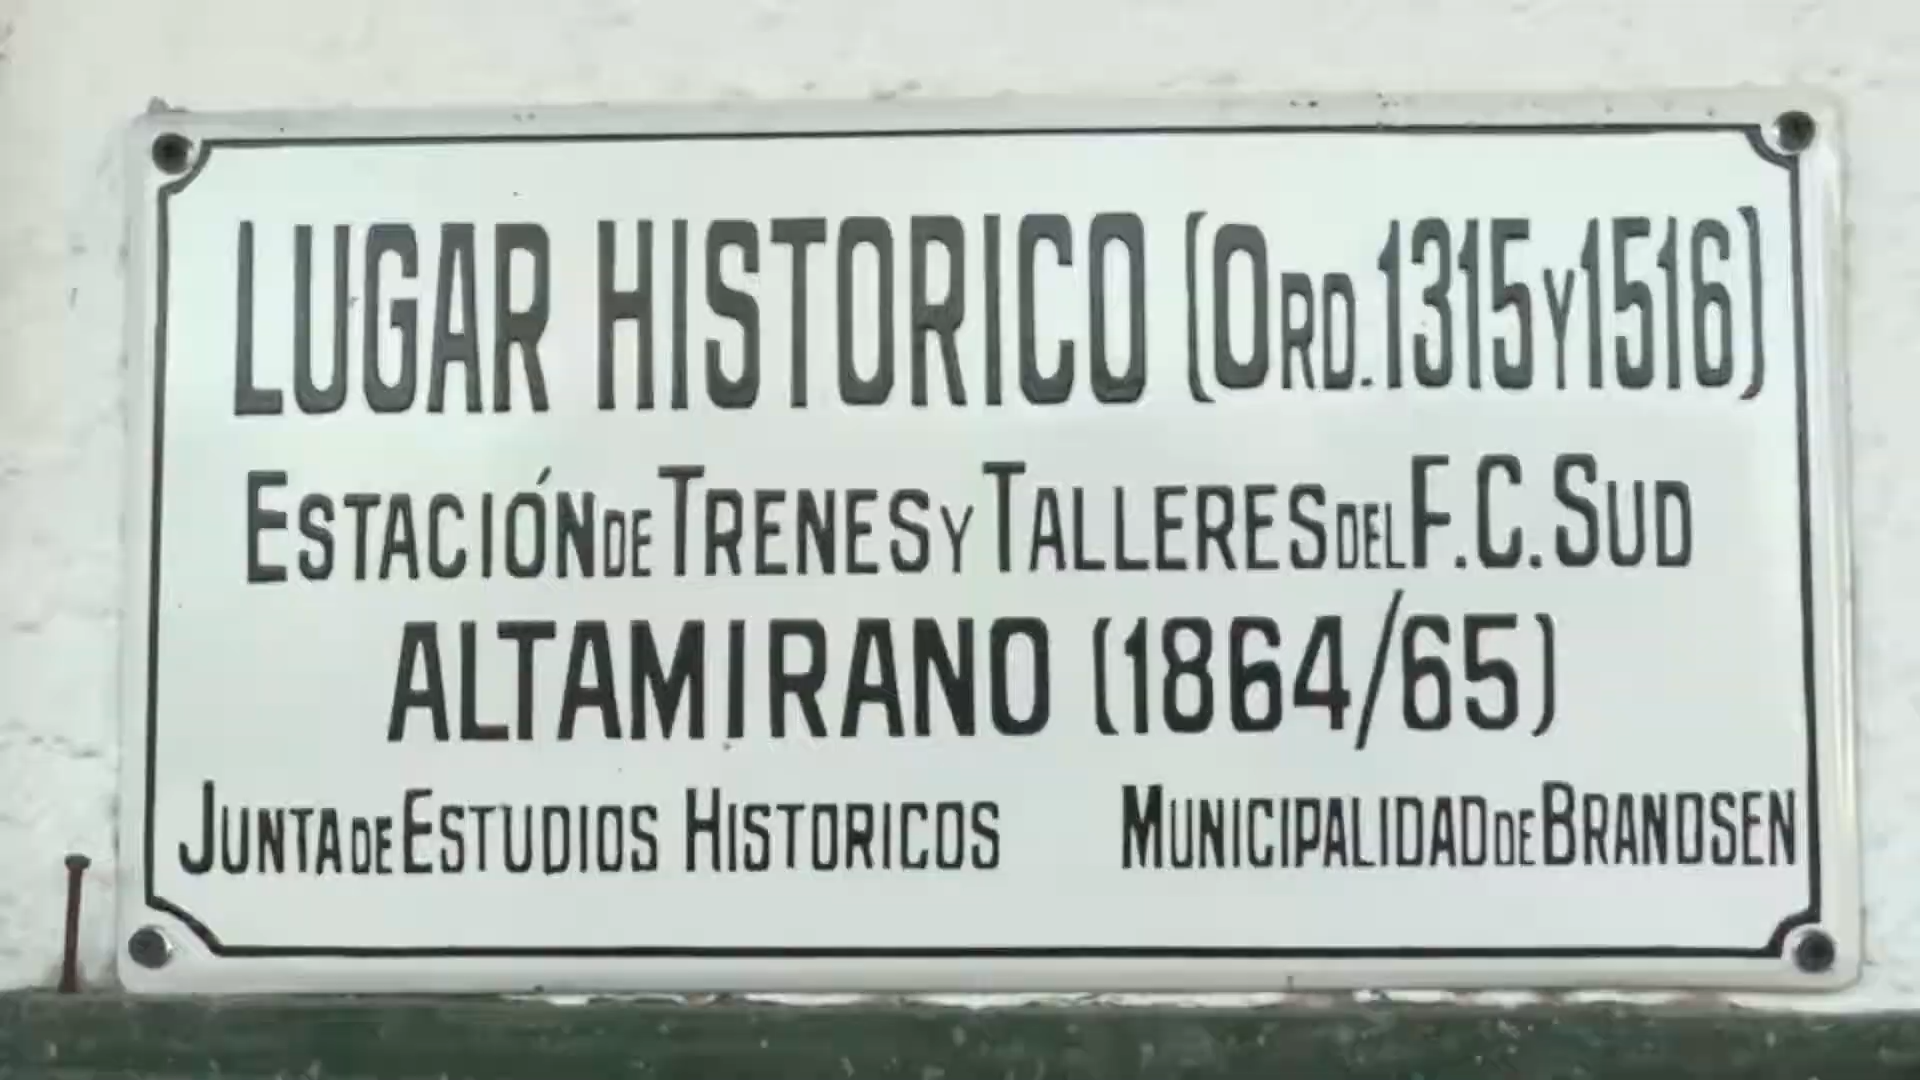 LUGAR HISTORICO (ORD. 1315 Y 1516)
ESTACIÓN DE TRENES Y TALLERES DEL F.C. SUD
ALTAMIRANO (1864/65)
JUNTA DE ESTUDIOS HISTORICOS MUNICIPALIDAD DE BRANDSEN